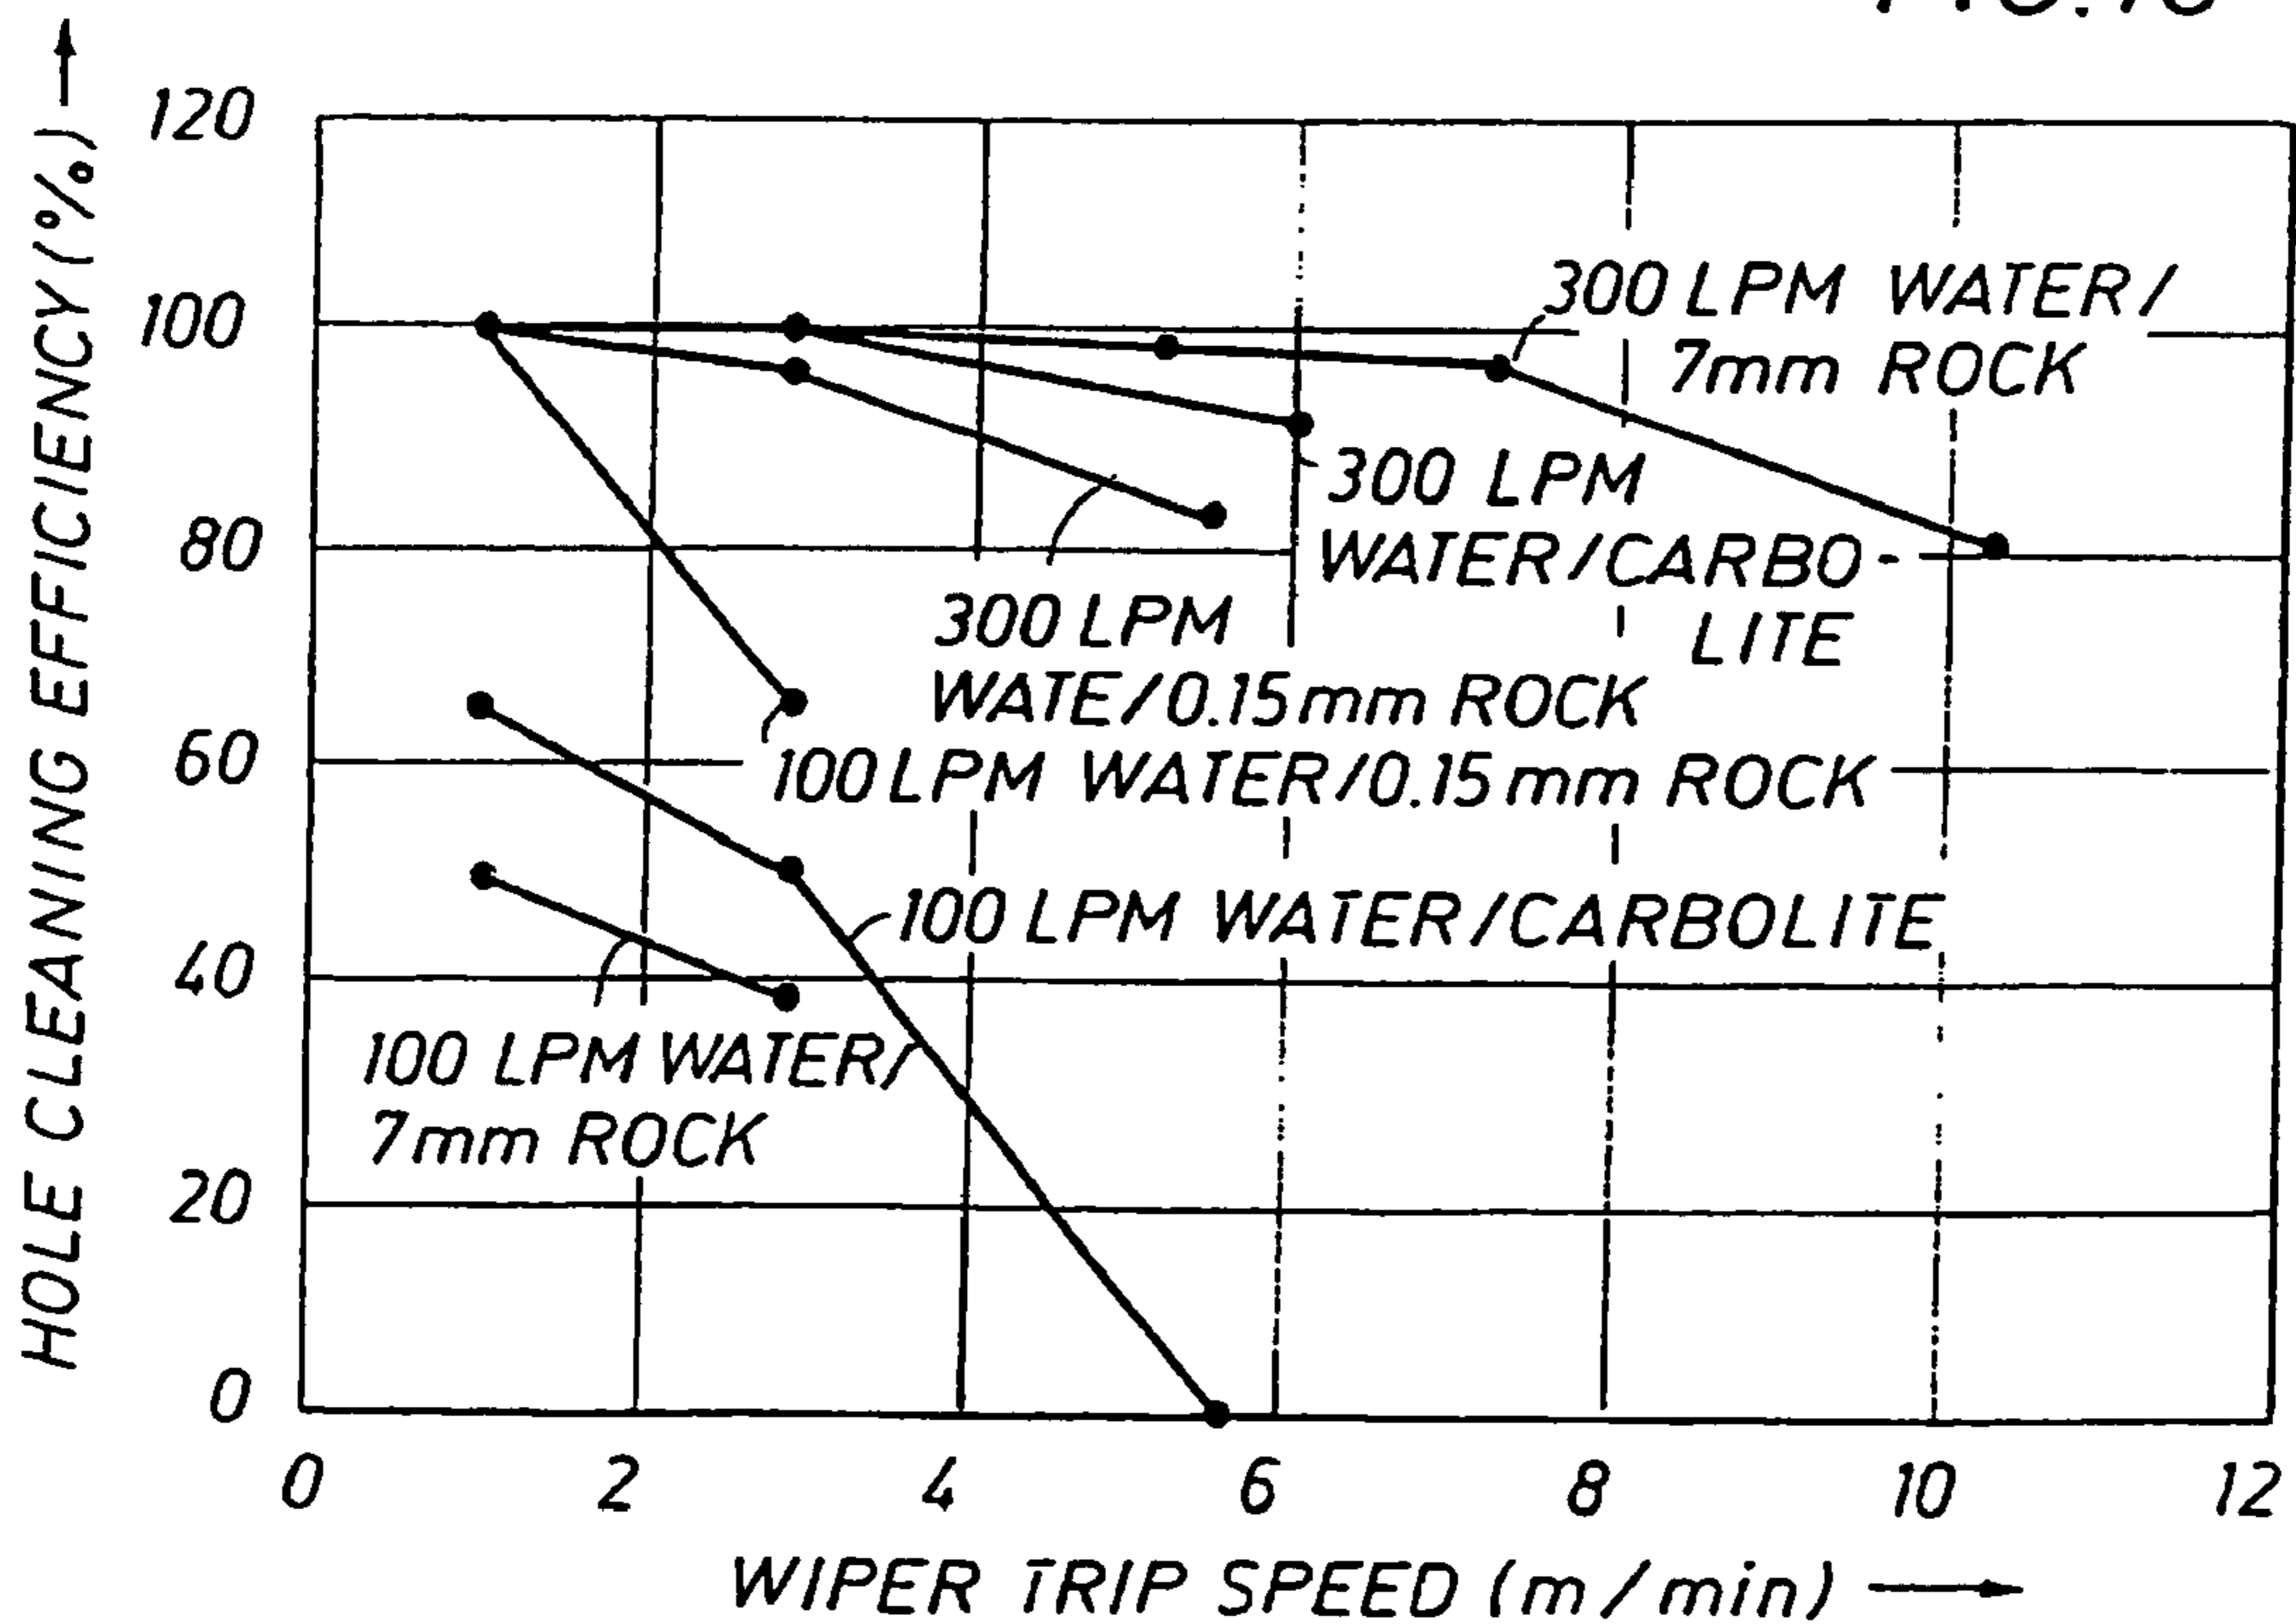 HOLE CLEANING EFFICIENCY (%)
120
100
80
60
40
20
0
300 LPM WATER/
7mm ROCK
300 LPM
WATER/CARBO-
LITE
300 LPM
WATE/0.15mm ROCK
100 LPM WATER/0.15mm ROCK
100 LPM WATER/CARBOLITE
100 LPM WATER/
7mm ROCK
0 2 4 6 8 10 12
WIPER TRIP SPEED (m/min)